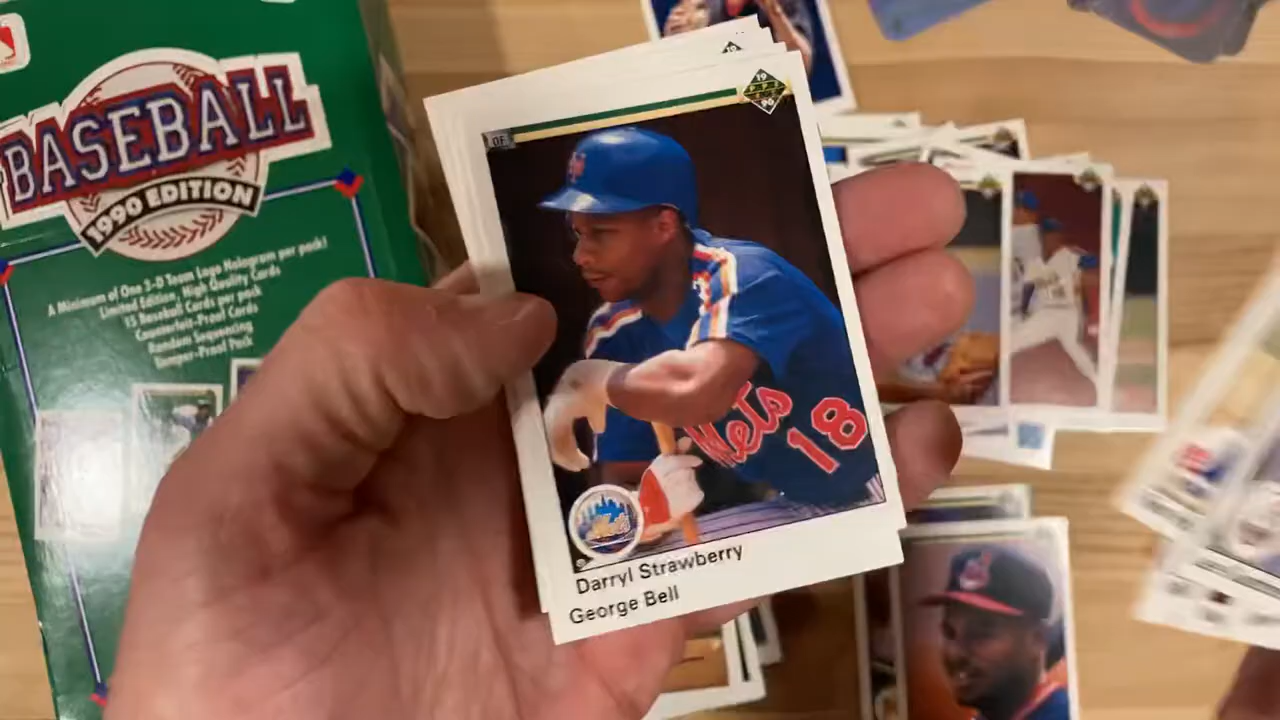 BASEBALL
1990 EDITION
A Minimum of One 3-D Team Logo Hologram per pack!
Limited Edition, High Quality Cards
15 Baseball Cards per pack
Counterfeit-Proof Cards
Random Sequencing
Tamper-Proof Pack
19
90
OF
Mets
18
Mets
Darryl Strawberry
George Bell